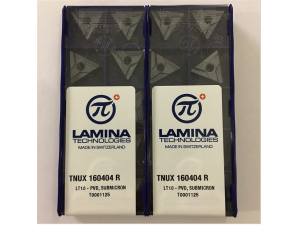 π
LAMINA
TECHNOLOGIES
MADE IN SWITZERLAND
TNUX 160404 R
LT10 - PVD, SUBMICRON
T0001125
π
LAMINA
TECHNOLOGIES
MADE IN SWITZERLAND
TNUX 160404 R
LT10 - PVD, SUBMICRON
T0001125